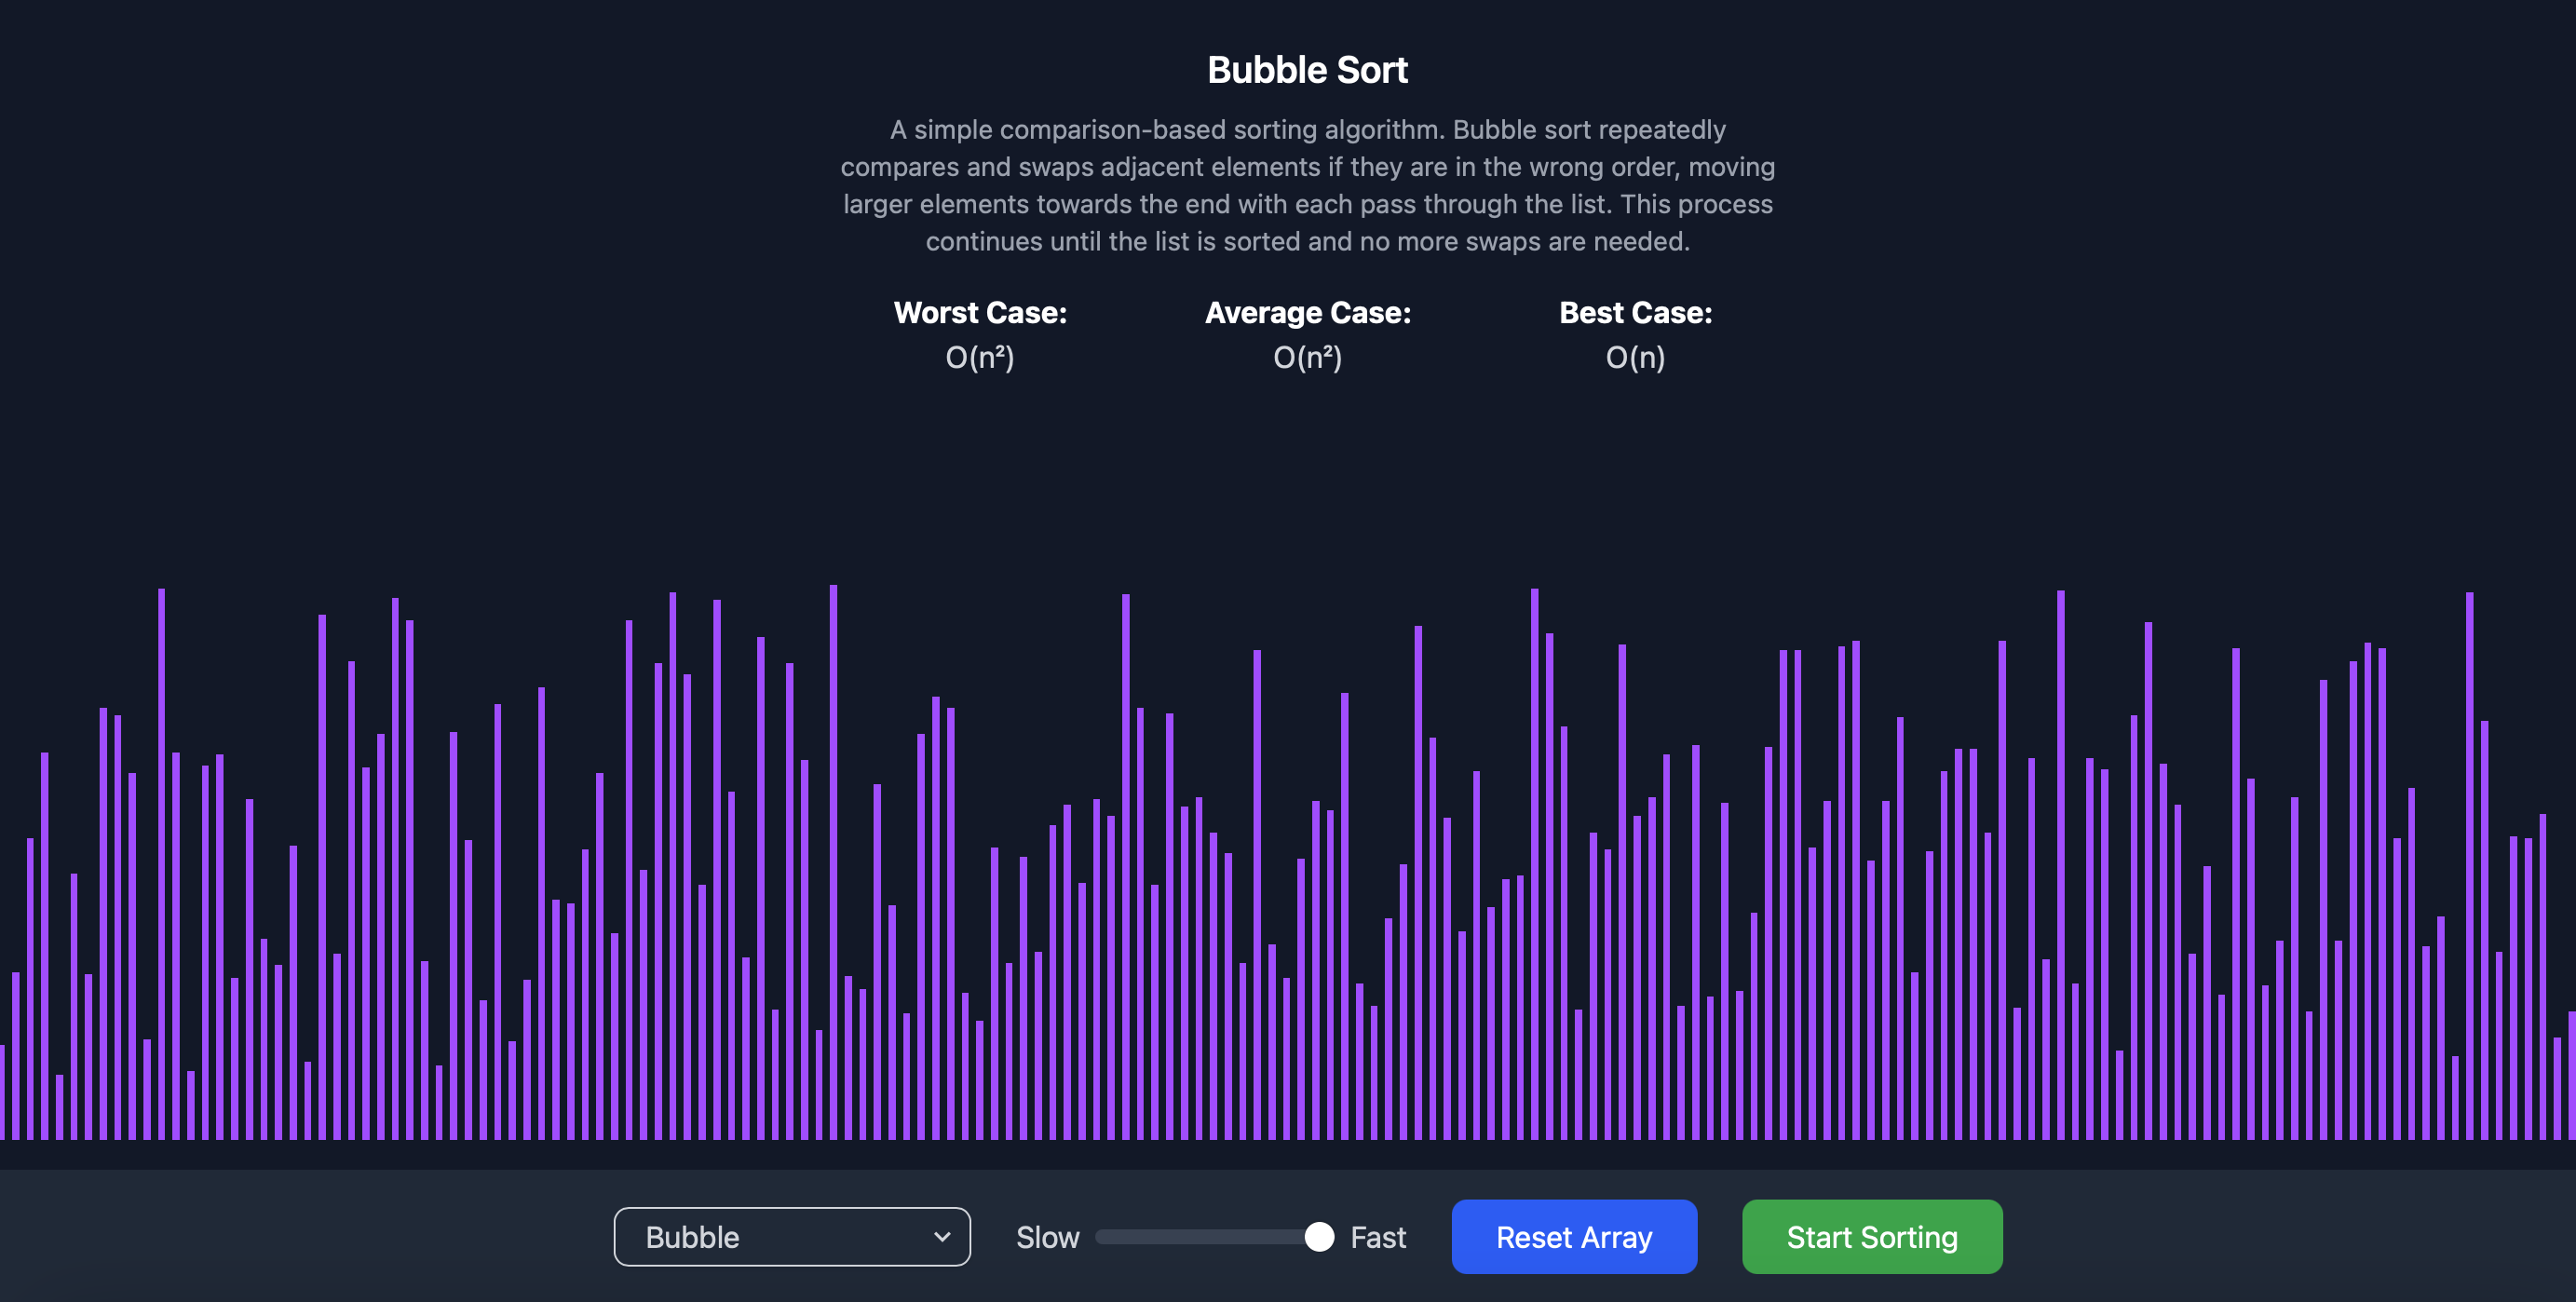 Bubble Sort
A simple comparison-based sorting algorithm. Bubble sort repeatedly
compares and swaps adjacent elements if they are in the wrong order, moving
larger elements towards the end with each pass through the list. This process
continues until the list is sorted and no more swaps are needed.
Worst Case: Average Case: Best Case:
O(n²) O(n²) O(n)
Bubble Slow Fast Reset Array Start Sorting